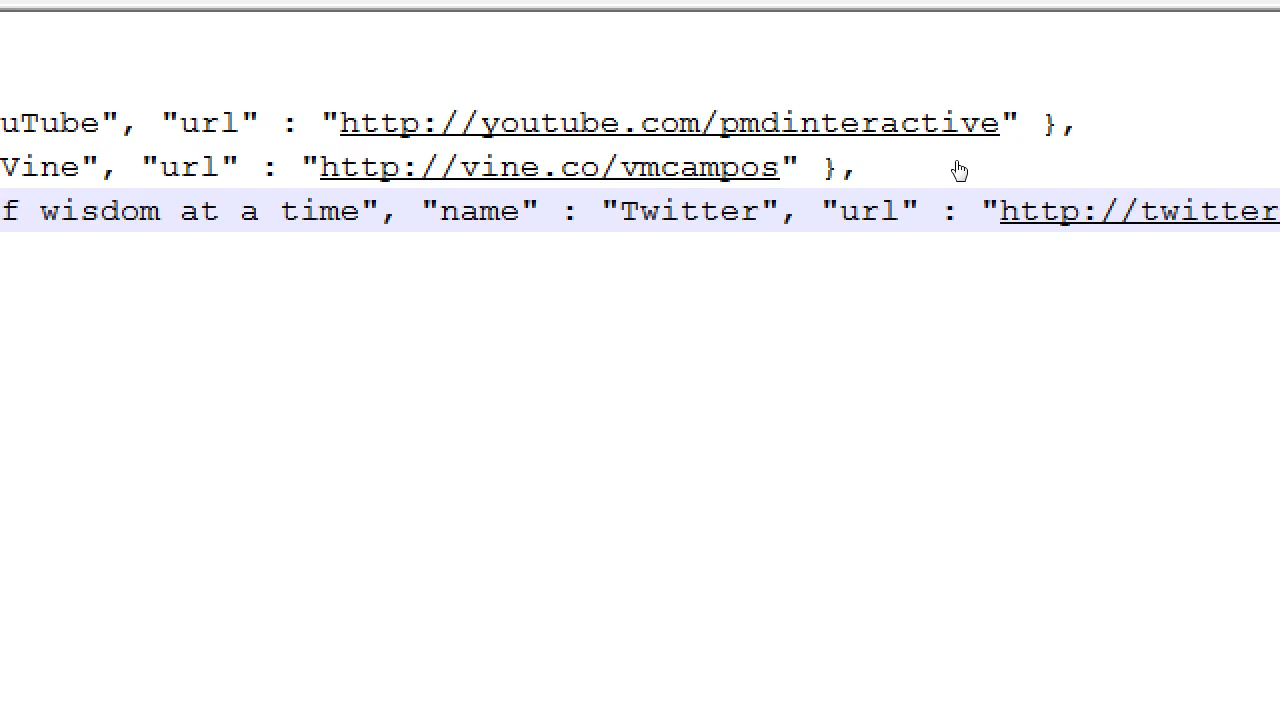 uTube", "url" : "http://youtube.com/pmdinteractive" },
Vine", "url" : "http://vine.co/vmcampos" },
f wisdom at a time", "name" : "Twitter", "url" : "http://twitter